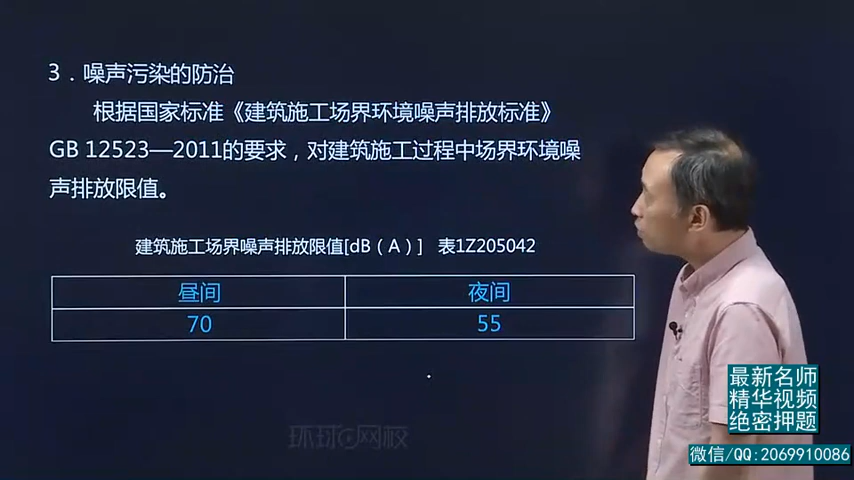 3．噪声污染的防治
根据国家标准《建筑施工场界环境噪声排放标准》
GB 12523—2011的要求，对建筑施工过程中场界环境噪
声排放限值。
建筑施工场界噪声排放限值[dB（A）] 表1Z205042
昼间 夜间
70 55
环球网校
最新名师
精华视频
绝密押题
微信/QQ:2069910086